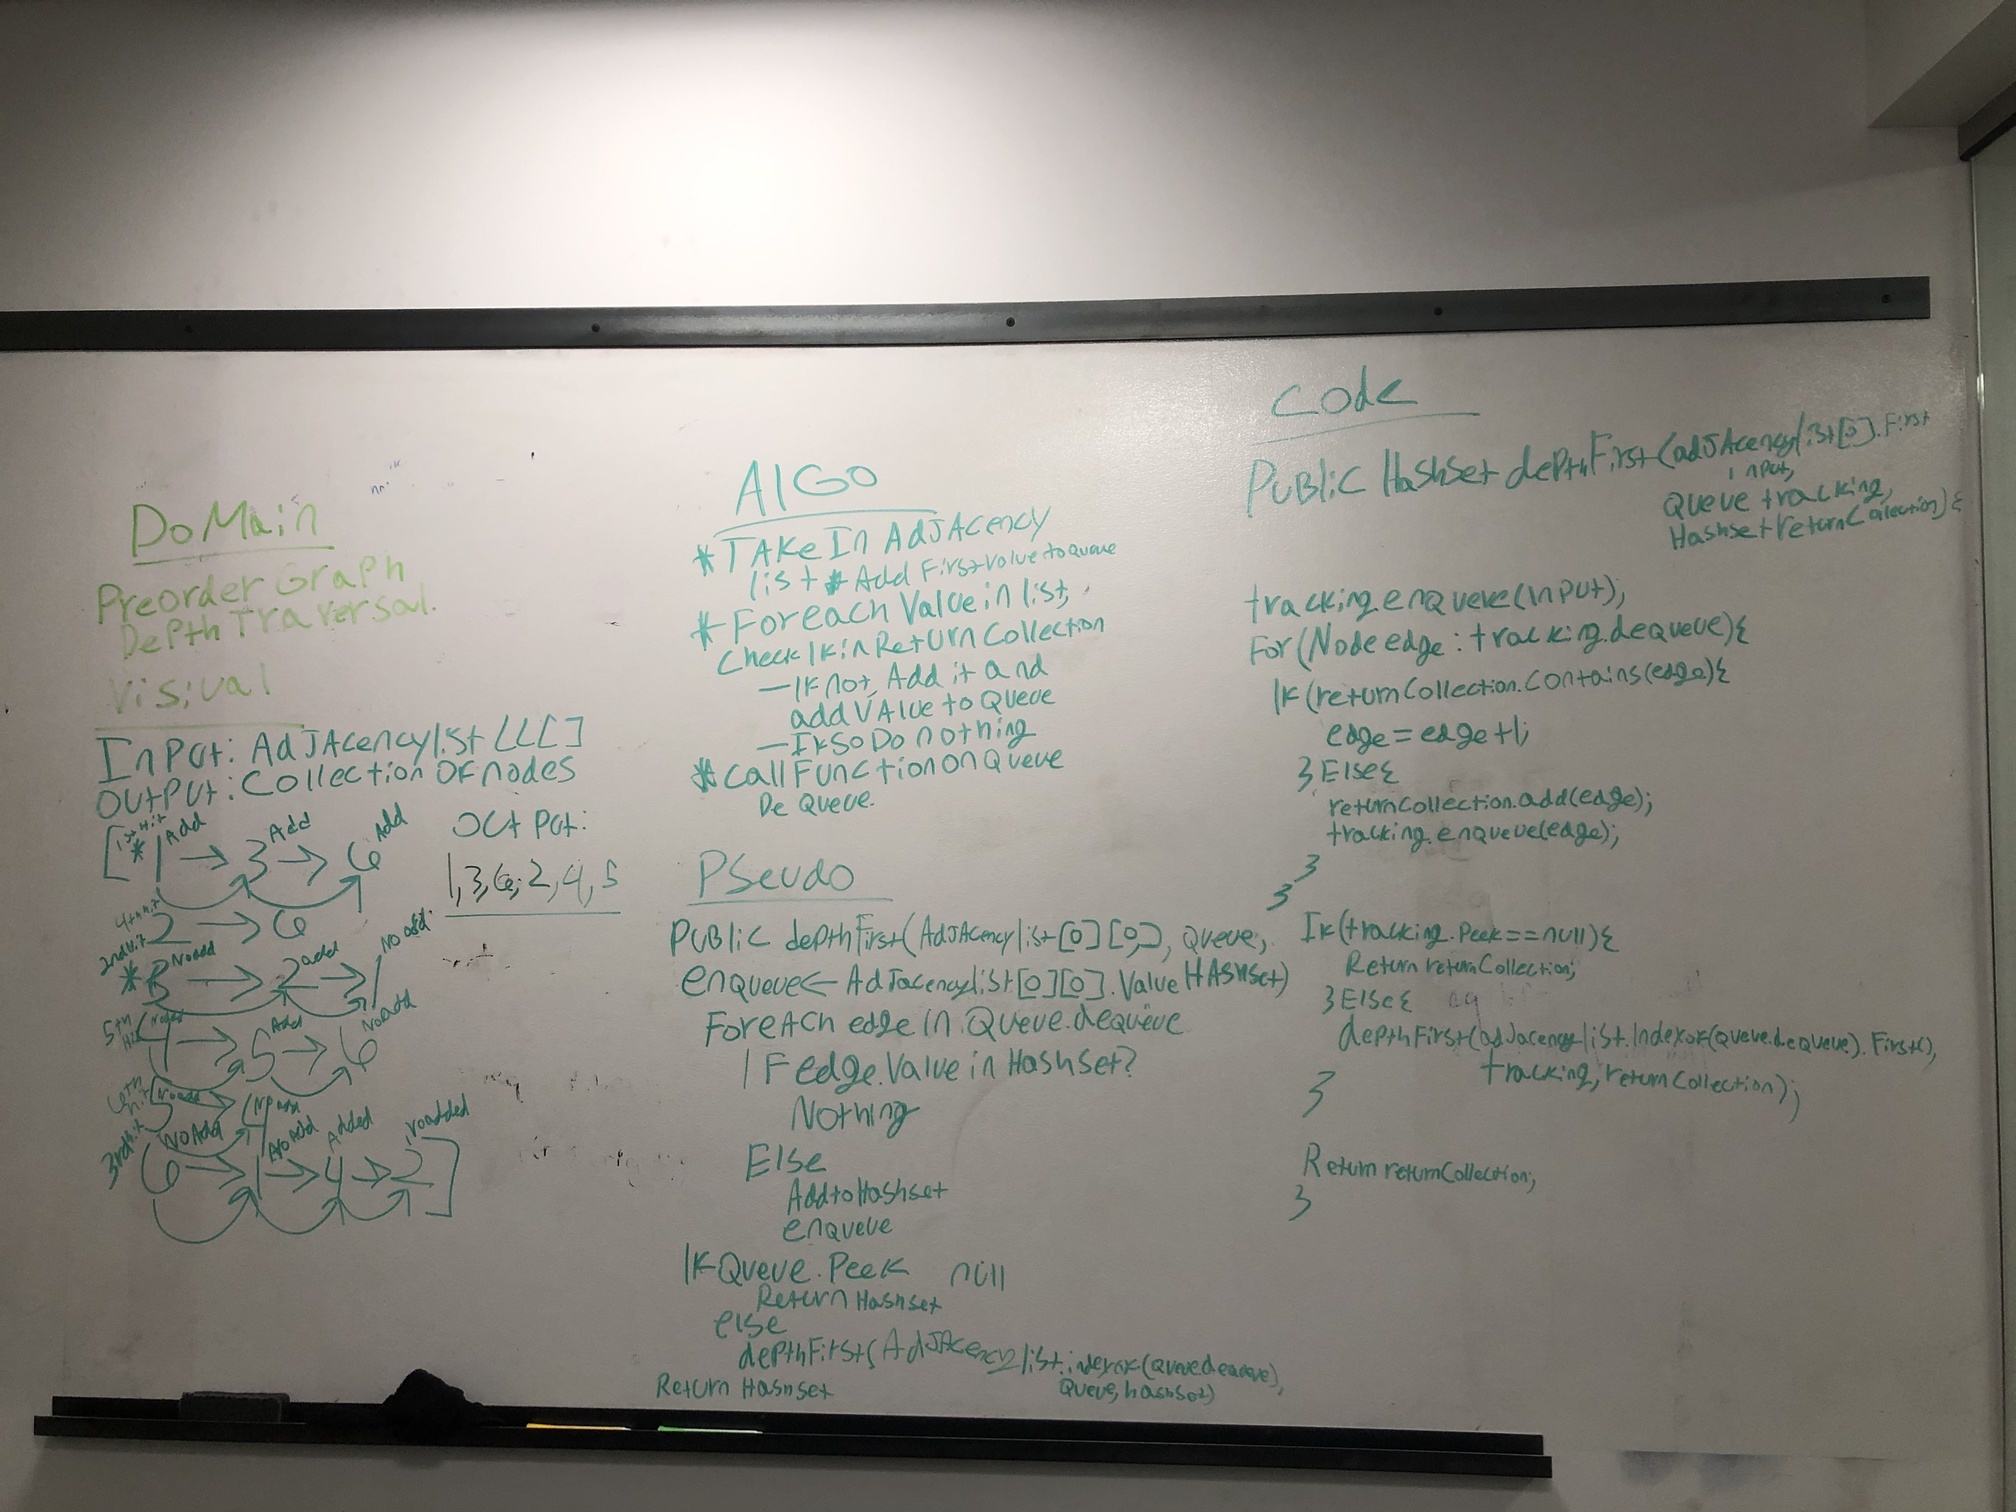 DoMain
Preorder Graph
Depth Traversal.
Visual
InPut: AdJAcencylist LLL[]
OUtPUt: Collection OF nodes
1st Hit Add Add Add
[ * 1 → 3 → 6
4th hit
2 → 6
2nd hit No add add No add
* 3 → 2 → 1
5th Hit No add Add No add
4 → 5 → 6
6th hit No add No add
5 → 4
3rd hit No Add No Add Added no added
6 → 1 → 4 → 2 ]
OUtPut:
1, 3, 6, 2, 4, 5
AlGo
* TAke In AdJAcency
list * Add First value to queue
* Foreach Value in list,
Check If in Return Collection
- If not, Add it and
add VAlue to Queue
- If so Do nothing
* Call Function on Queue
De Queue.
PSeudo
PUBlic depthFirst(AdJAcencylist[0][0], Queue,
HAshset)
enqueue ← AdJacencylist[0][0].Value
ForeAch edge in Queue.dequeue
IF edge.Value in HashSet?
Nothing
Else
Add to Hashset
enqueue
If Queue.Peek null
Return Hashset
else
depthFirst(AdJAcencylist.indexof(Queue.dequeue),
Queue, hashset)
Return Hashset
Code
PUBlic Hashset depthFirst(adJAcencylist[0].First
input,
Queue tracking,
Hashset returnCollection){
tracking.enQueue(inPut);
For(Node edge : tracking.dequeue){
If(returnCollection.Contains(edge){
edge = edge+1;
}Else{
returnCollection.add(edge);
tracking.enqueue(edge);
}
}
If(tracking.Peek==null){
Return returnCollection;
}Else{
depthFirst(adjacencylist.Indexof(Queue.deQueue).First(),
tracking, returnCollection);
}
Return returnCollection;
}